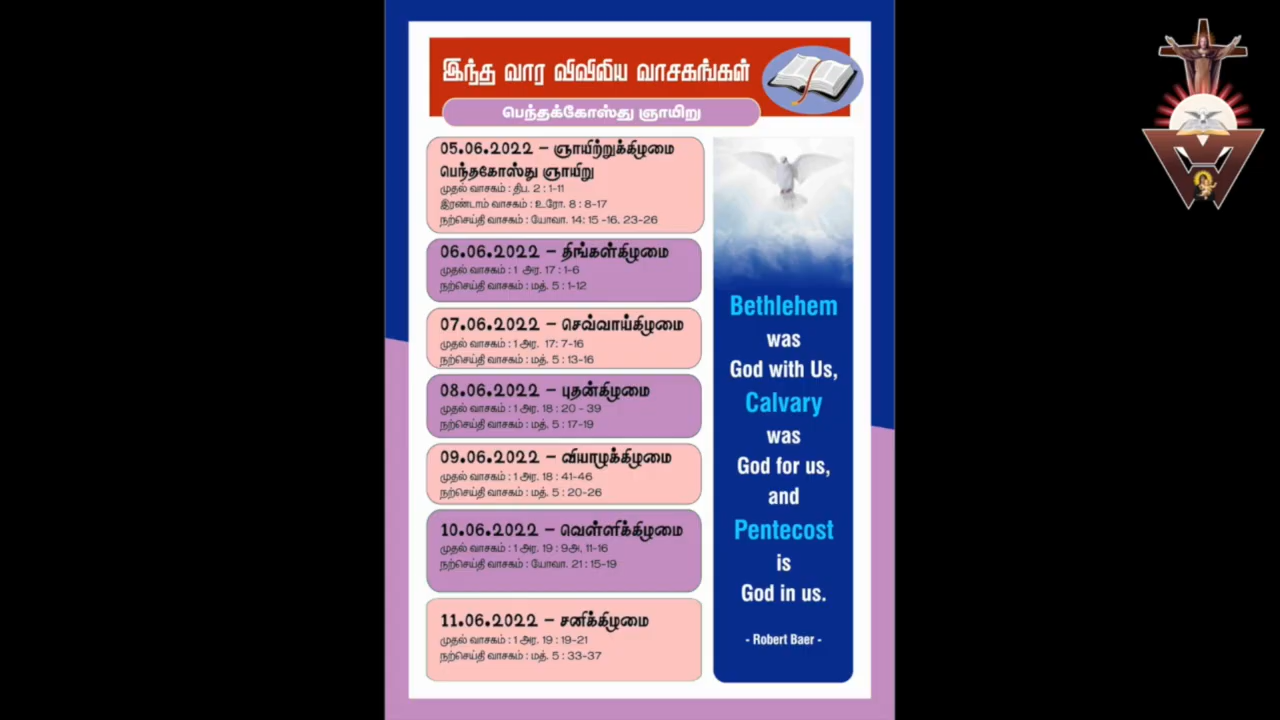 இந்த வார விவிலிய வாசகங்கள்
பெந்தக்கோஸ்து ஞாயிறு
05.06.2022 – ஞாயிற்றுக்கிழமை
பெந்தகோஸ்து ஞாயிறு
முதல் வாசகம் : திப. 2 : 1-11
இரண்டாம் வாசகம் : உரோ. 8 : 8-17
நற்செய்தி வாசகம் : யோவா. 14: 15 -16, 23-26
06.06.2022 – திங்கள்கிழமை
முதல் வாசகம் : 1 அர. 17 : 1-6
நற்செய்தி வாசகம் : மத். 5 : 1-12
07.06.2022 – செவ்வாய்கிழமை
முதல் வாசகம் : 1 அர. 17: 7-16
நற்செய்தி வாசகம் : மத். 5 : 13-16
08.06.2022 – புதன்கிழமை
முதல் வாசகம் : 1 அர. 18 : 20 - 39
நற்செய்தி வாசகம் : மத். 5 : 17-19
09.06.2022 – வியாழக்கிழமை
முதல் வாசகம் : 1 அர. 18 : 41-46
நற்செய்தி வாசகம் : மத். 5 : 20-26
10.06.2022 – வெள்ளிக்கிழமை
முதல் வாசகம் : 1 அர. 19 : 9அ, 11-16
நற்செய்தி வாசகம் : யோவா. 21 : 15-19
11.06.2022 – சனிக்கிழமை
முதல் வாசகம் : 1 அர. 19 : 19-21
நற்செய்தி வாசகம் : மத். 5 : 33-37
Bethlehem
was
God with Us,
Calvary
was
God for us,
and
Pentecost
is
God in us.
- Robert Baer -